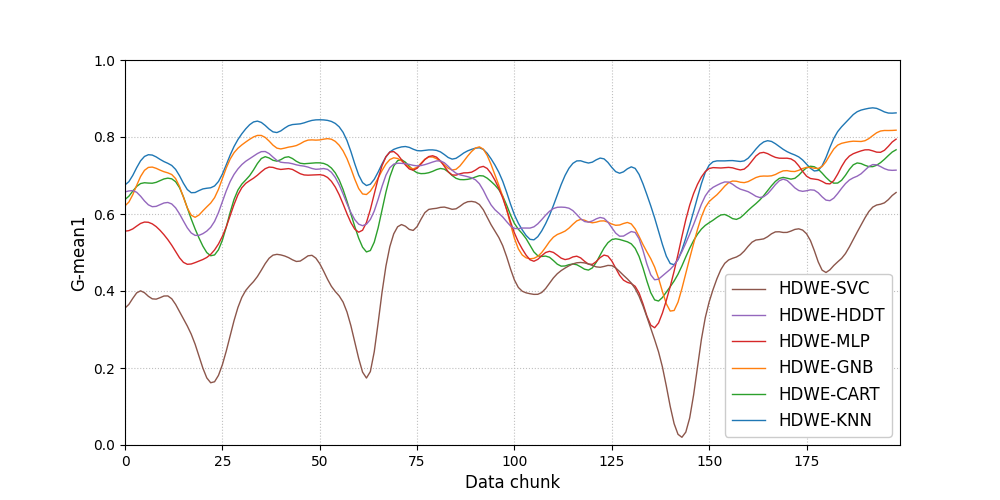 G-mean1
1.0
0.8
0.6
0.4
0.2
0.0
0 25 50 75 100 125 150 175
Data chunk
HDWE-SVC
HDWE-HDDT
HDWE-MLP
HDWE-GNB
HDWE-CART
HDWE-KNN